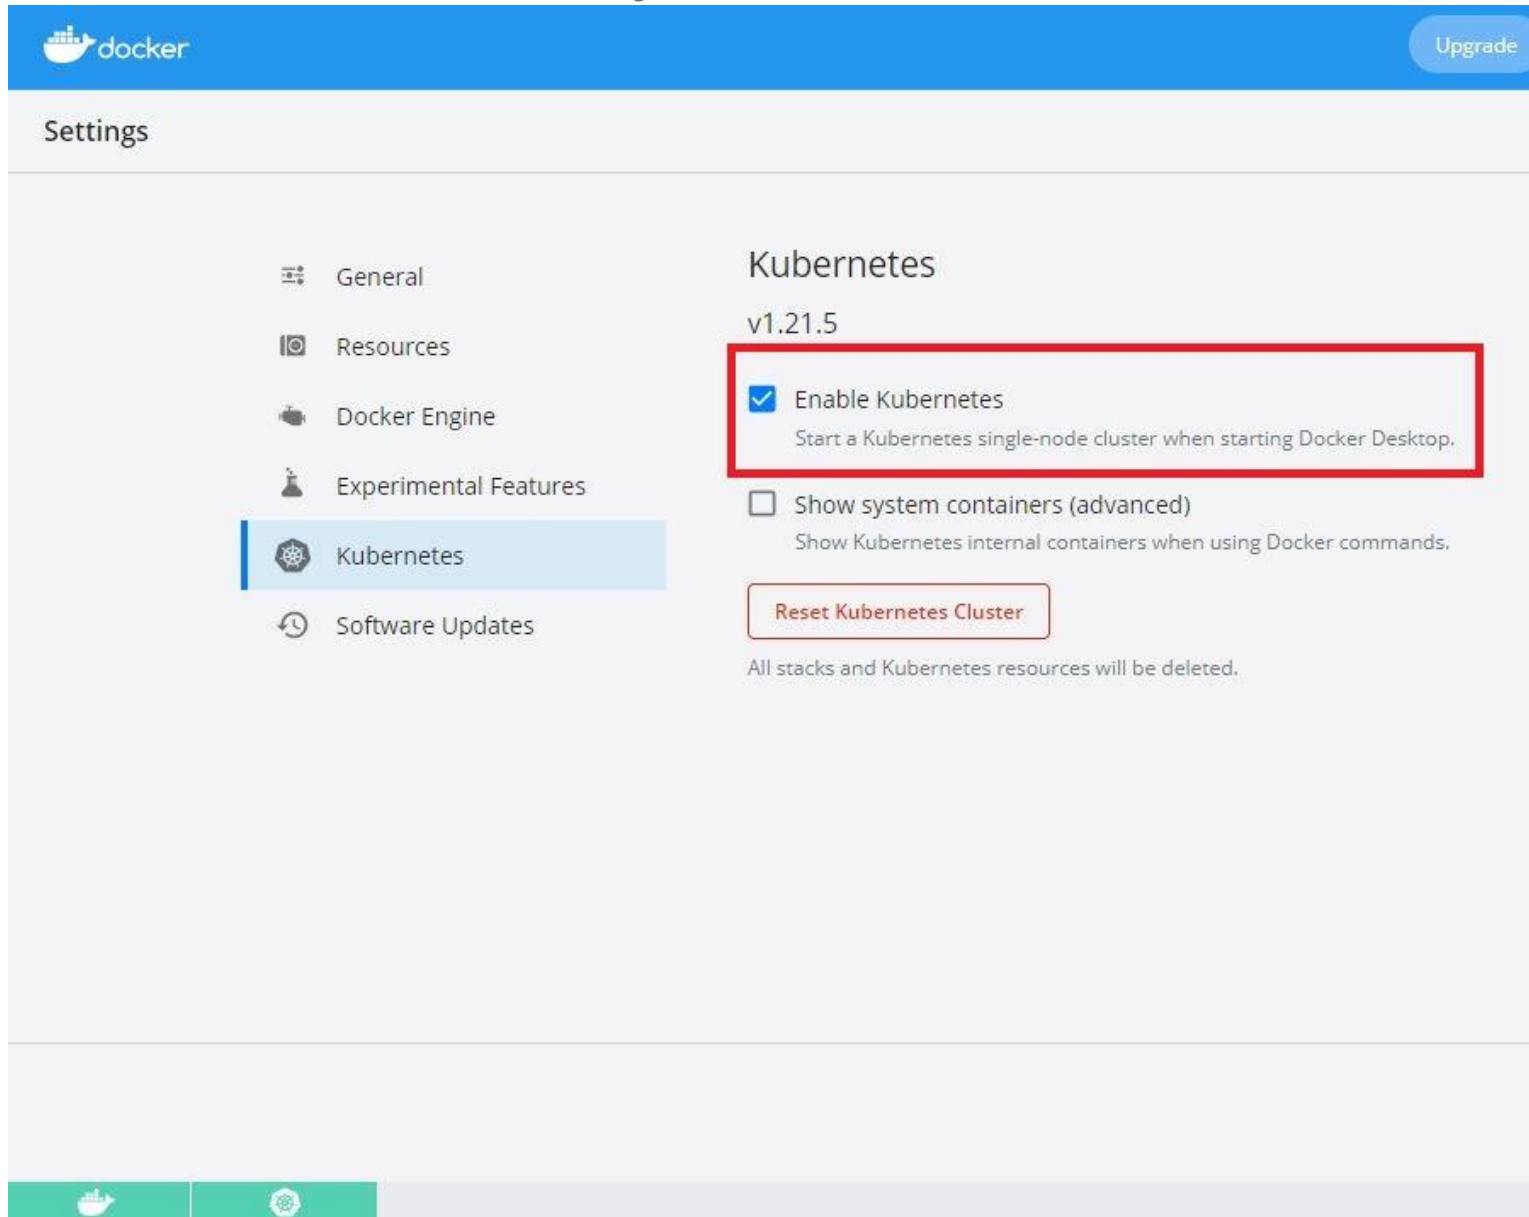 docker
Upgrade
Settings
General
Resources
Docker Engine
Experimental Features
Kubernetes
Software Updates
Kubernetes
v1.21.5
Enable Kubernetes
Start a Kubernetes single-node cluster when starting Docker Desktop.
Show system containers (advanced)
Show Kubernetes internal containers when using Docker commands.
Reset Kubernetes Cluster
All stacks and Kubernetes resources will be deleted.